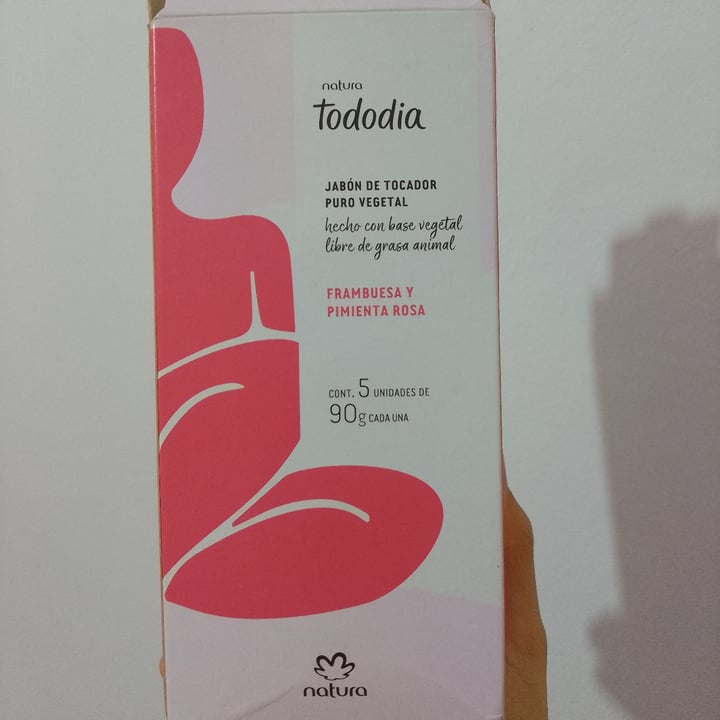 natura
Tododia
JABÓN DE TOCADOR
PURO VEGETAL
hecho con base vegetal
libre de grasa animal
FRAMBUESA Y
PIMIENTA ROSA
CONT. 5 UNIDADES DE
90g CADA UNA
natura